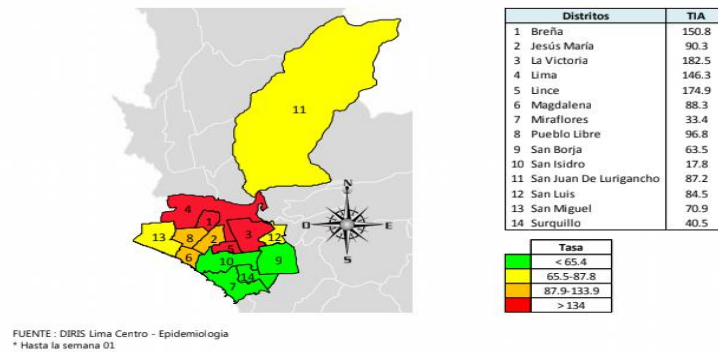 Distritos TIA
1 Breña 150.8
2 Jesús María 90.3
3 La Victoria 182.5
4 Lima 146.3
5 Lince 174.9
6 Magdalena 88.3
7 Miraflores 33.4
8 Pueblo Libre 96.8
9 San Borja 63.5
10 San Isidro 17.8
11 San Juan De Lurigancho 87.2
12 San Luis 84.5
13 San Miguel 70.9
14 Surquillo 40.5
11
N
O E
S
4
1
13 8 2 3 12
5
6 10 9
14
7
Tasa
< 65.4
65.5-87.8
87.9-133.9
> 134
FUENTE : DIRIS Lima Centro - Epidemiologia
* Hasta la semana 01